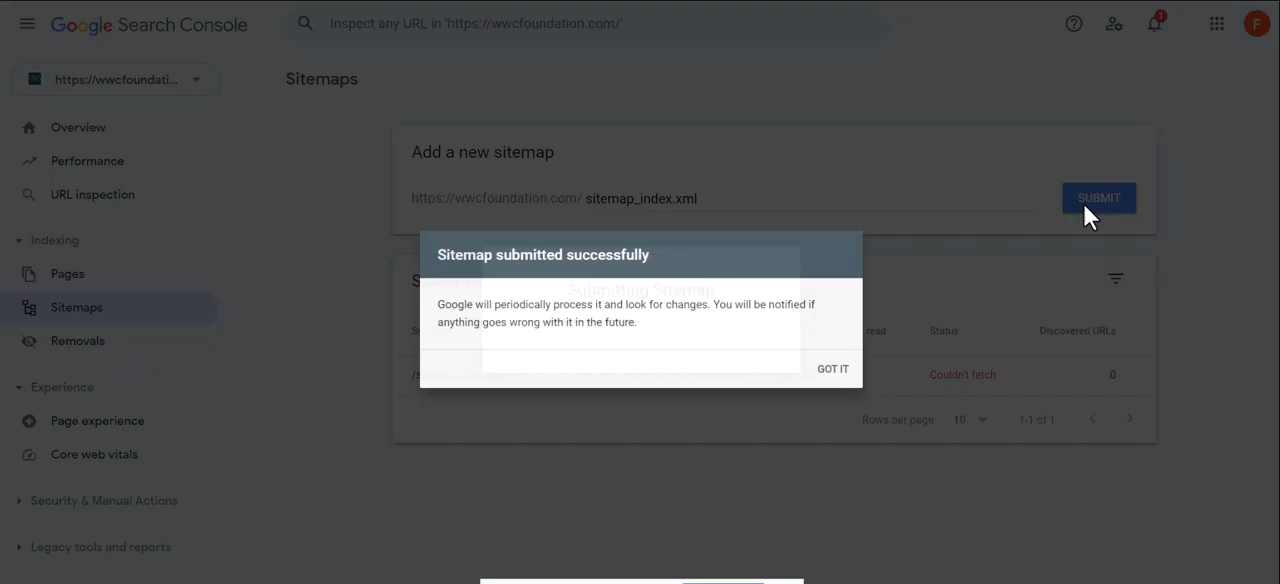 Google Search Console
Inspect any URL in 'https://wwcfoundation.com/'
1
F
https://wwcfoundati...
Sitemaps
Overview
Performance
URL inspection
Indexing
Pages
Sitemaps
Removals
Experience
Page experience
Core web vitals
Security & Manual Actions
Legacy tools and reports
Add a new sitemap
https://wwcfoundation.com/ sitemap_index.xml
SUBMIT
Sitemap submitted successfully
Submitting Sitemap
Google will periodically process it and look for changes. You will be notified if
anything goes wrong with it in the future.
GOT IT
read Status Discovered URLs
Couldn't fetch 0
Rows per page 10 1-1 of 1